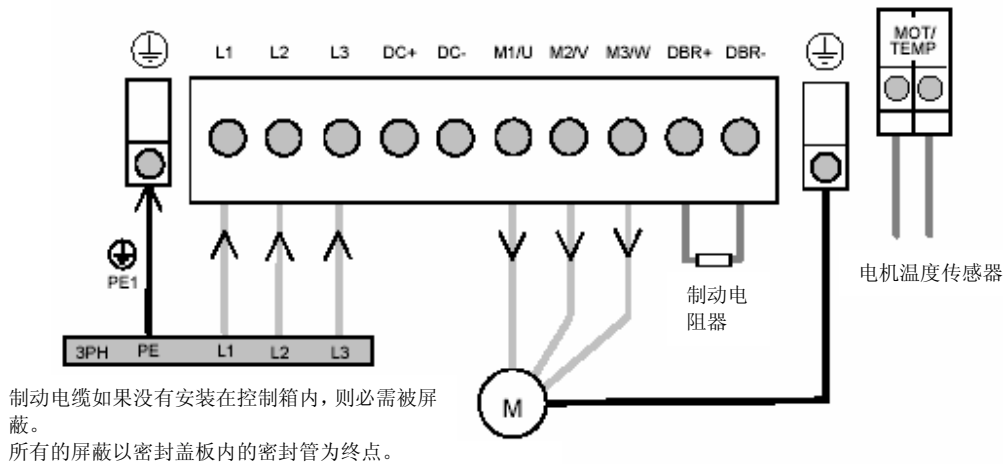 MOT/
TEMP
L1 L2 L3 DC+ DC- M1/U M2/V M3/W DBR+ DBR-
电机温度传感器
PE1
制动电
阻器
3PH PE L1 L2 L3
M
制动电缆如果没有安装在控制箱内，则必需被屏
蔽。
所有的屏蔽以密封盖板内的密封管为终点。